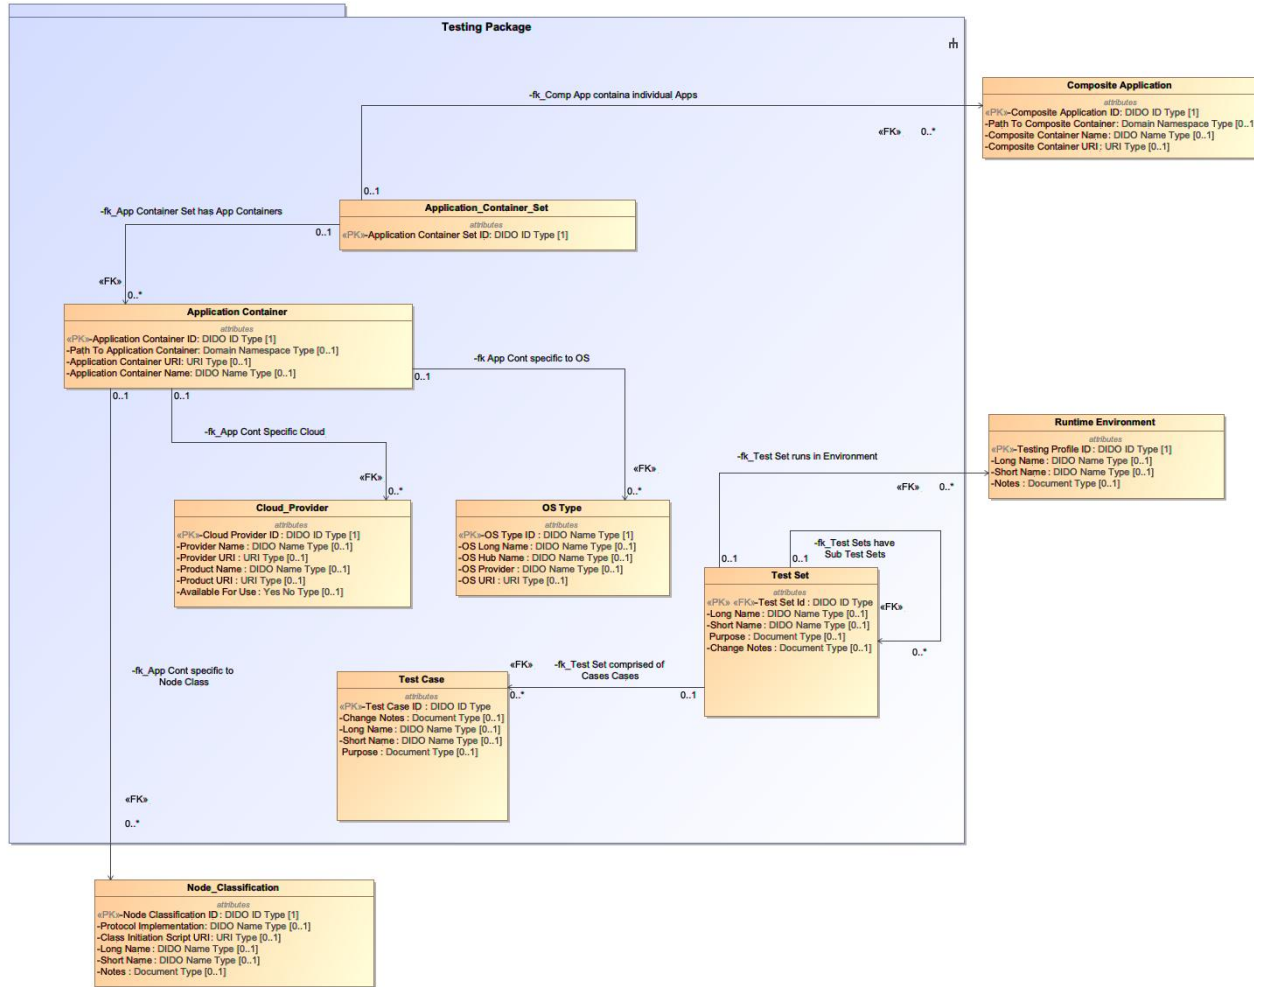 Testing Package
-fk_Comp App containa individual Apps
«FK»
0..*
0..1
Composite Application
attributes
«PK»-Composite Application ID: DIDO ID Type [1]
-Path To Composite Container: Domain Namespace Type [0..1
-Composite Container Name: DIDO Name Type [0..1]
-Composite Container URI : URI Type [0..1]
Application_Container_Set
attributes
«PK»-Application Container Set ID: DIDO ID Type [1]
-fk_App Container Set has App Containers
0..1
«FK»
0..*
Application Container
attributes
«PK»-Application Container ID: DIDO ID Type [1]
-Path To Application Container: Domain Namespace Type [0..1]
-Application Container URI: URI Type [0..1]
-Application Container Name: DIDO Name Type [0..1]
0..1
0..1
0..1
-fk App Cont specific to OS
«FK»
0..*
-fk_App Cont Specific Cloud
«FK»
0..*
Cloud_Provider
attributes
«PK»-Cloud Provider ID : DIDO ID Type [1]
-Provider Name : DIDO Name Type [0..1]
-Provider URI : URI Type [0..1]
-Product Name : DIDO Name Type [0..1]
-Product URI : URI Type [0..1]
-Available For Use : Yes No Type [0..1]
OS Type
attributes
«PK»-OS Type ID : DIDO Name Type [1]
-OS Long Name : DIDO Name Type [0..1]
-OS Hub Name : DIDO Name Type [0..1]
-OS Provider : DIDO Name Type [0..1]
-OS URI : URI Type [0..1]
-fk_Test Set runs in Environment
«FK»
0..*
0..1
Runtime Environment
attributes
«PK»-Testing Profile ID : DIDO ID Type [1]
-Long Name : DIDO Name Type [0..1]
-Short Name : DIDO Name Type [0..1]
-Notes : Document Type [0..1]
-fk_Test Sets have
Sub Test Sets
0..1
«FK»
0..*
Test Set
attributes
«PK» «FK»-Test Set Id : DIDO ID Type
-Long Name : DIDO Name Type [0..1]
-Short Name : DIDO Name Type [0..1]
Purpose : Document Type [0..1]
-Change Notes : Document Type [0..1]
-fk_Test Set comprised of
Cases Cases
«FK»
0..*
0..1
Test Case
attributes
«PK»-Test Case ID : DIDO ID Type
-Change Notes : Document Type [0..1]
-Long Name : DIDO Name Type [0..1]
-Short Name : DIDO Name Type [0..1]
Purpose : Document Type [0..1]
-fk_App Cont specific to
Node Class
«FK»
0..*
Node_Classification
attributes
«PK»-Node Classification ID : DIDO ID Type [1]
-Protocol Implementation: DIDO Name Type [0..1]
-Class Initiation Script URI : URI Type [0..1]
-Long Name : DIDO Name Type [0..1]
-Short Name : DIDO Name Type [0..1]
-Notes : Document Type [0..1]